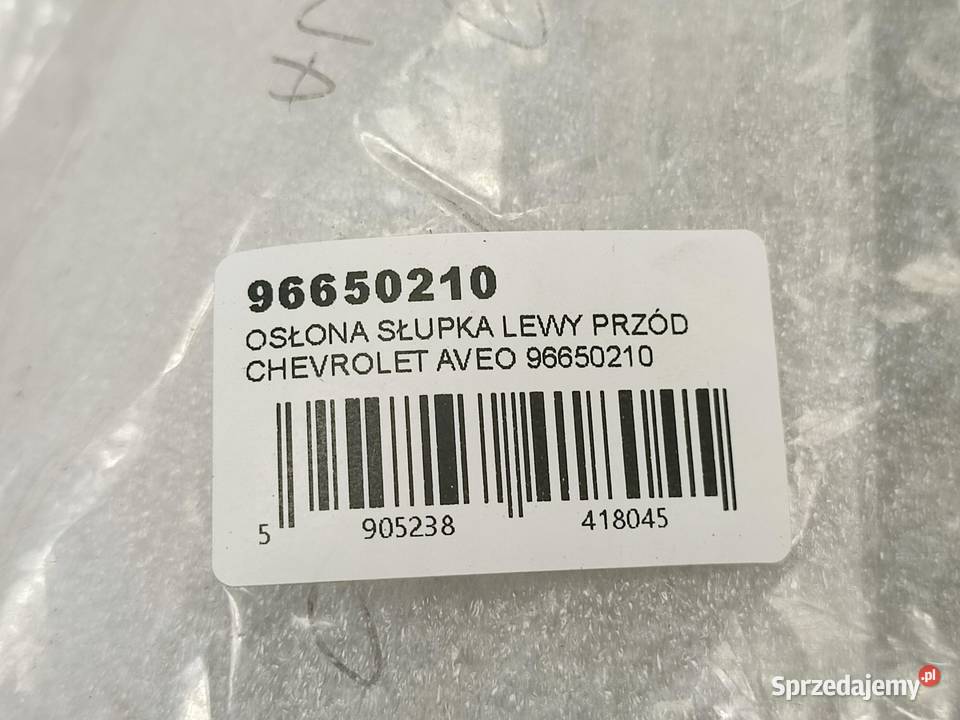 96650210
OSŁONA SŁUPKA LEWY PRZÓD
CHEVROLET AVEO 96650210
5 905238 418045
Sprzedajemy.pl